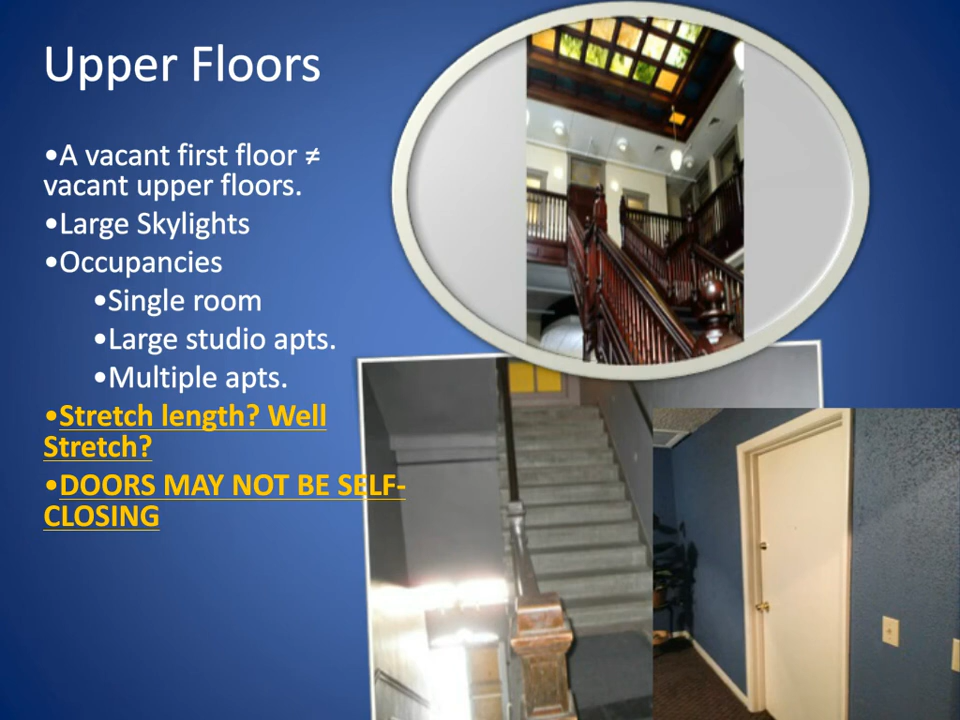 Upper Floors
•A vacant first floor ≠
vacant upper floors.
•Large Skylights
•Occupancies
•Single room
•Large studio apts.
•Multiple apts.
•Stretch length? Well
Stretch?
•DOORS MAY NOT BE SELF-
CLOSING